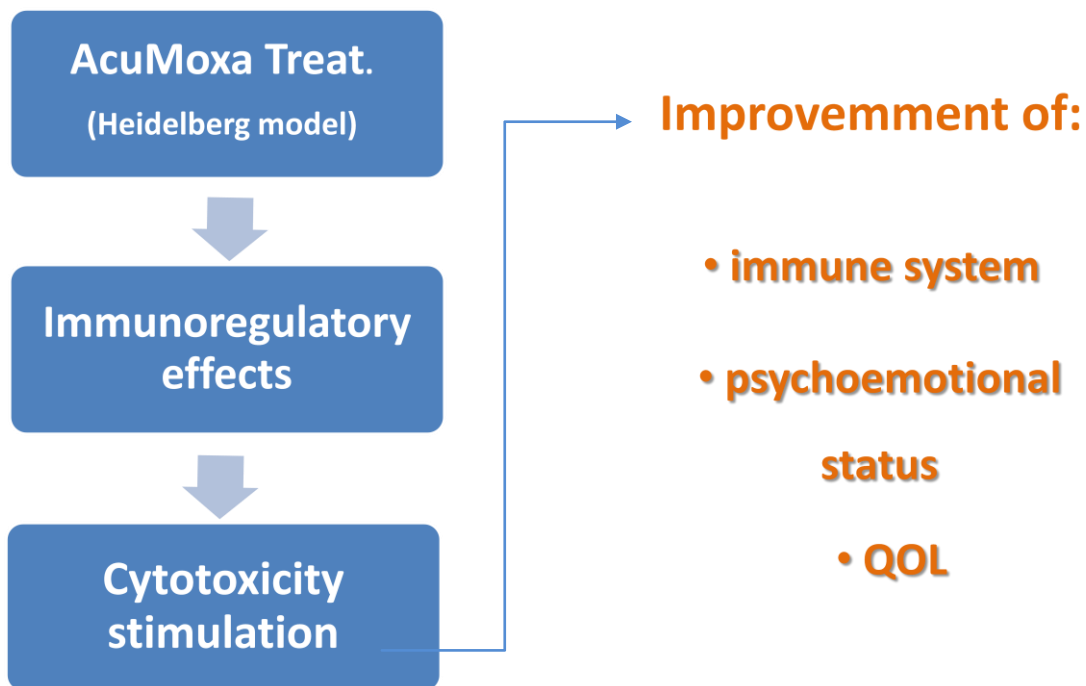 AcuMoxa Treat.
(Heidelberg model)
Immunoregulatory
effects
Cytotoxicity
stimulation
Improvemment of:
• immune system
• psychoemotional
status
• QOL